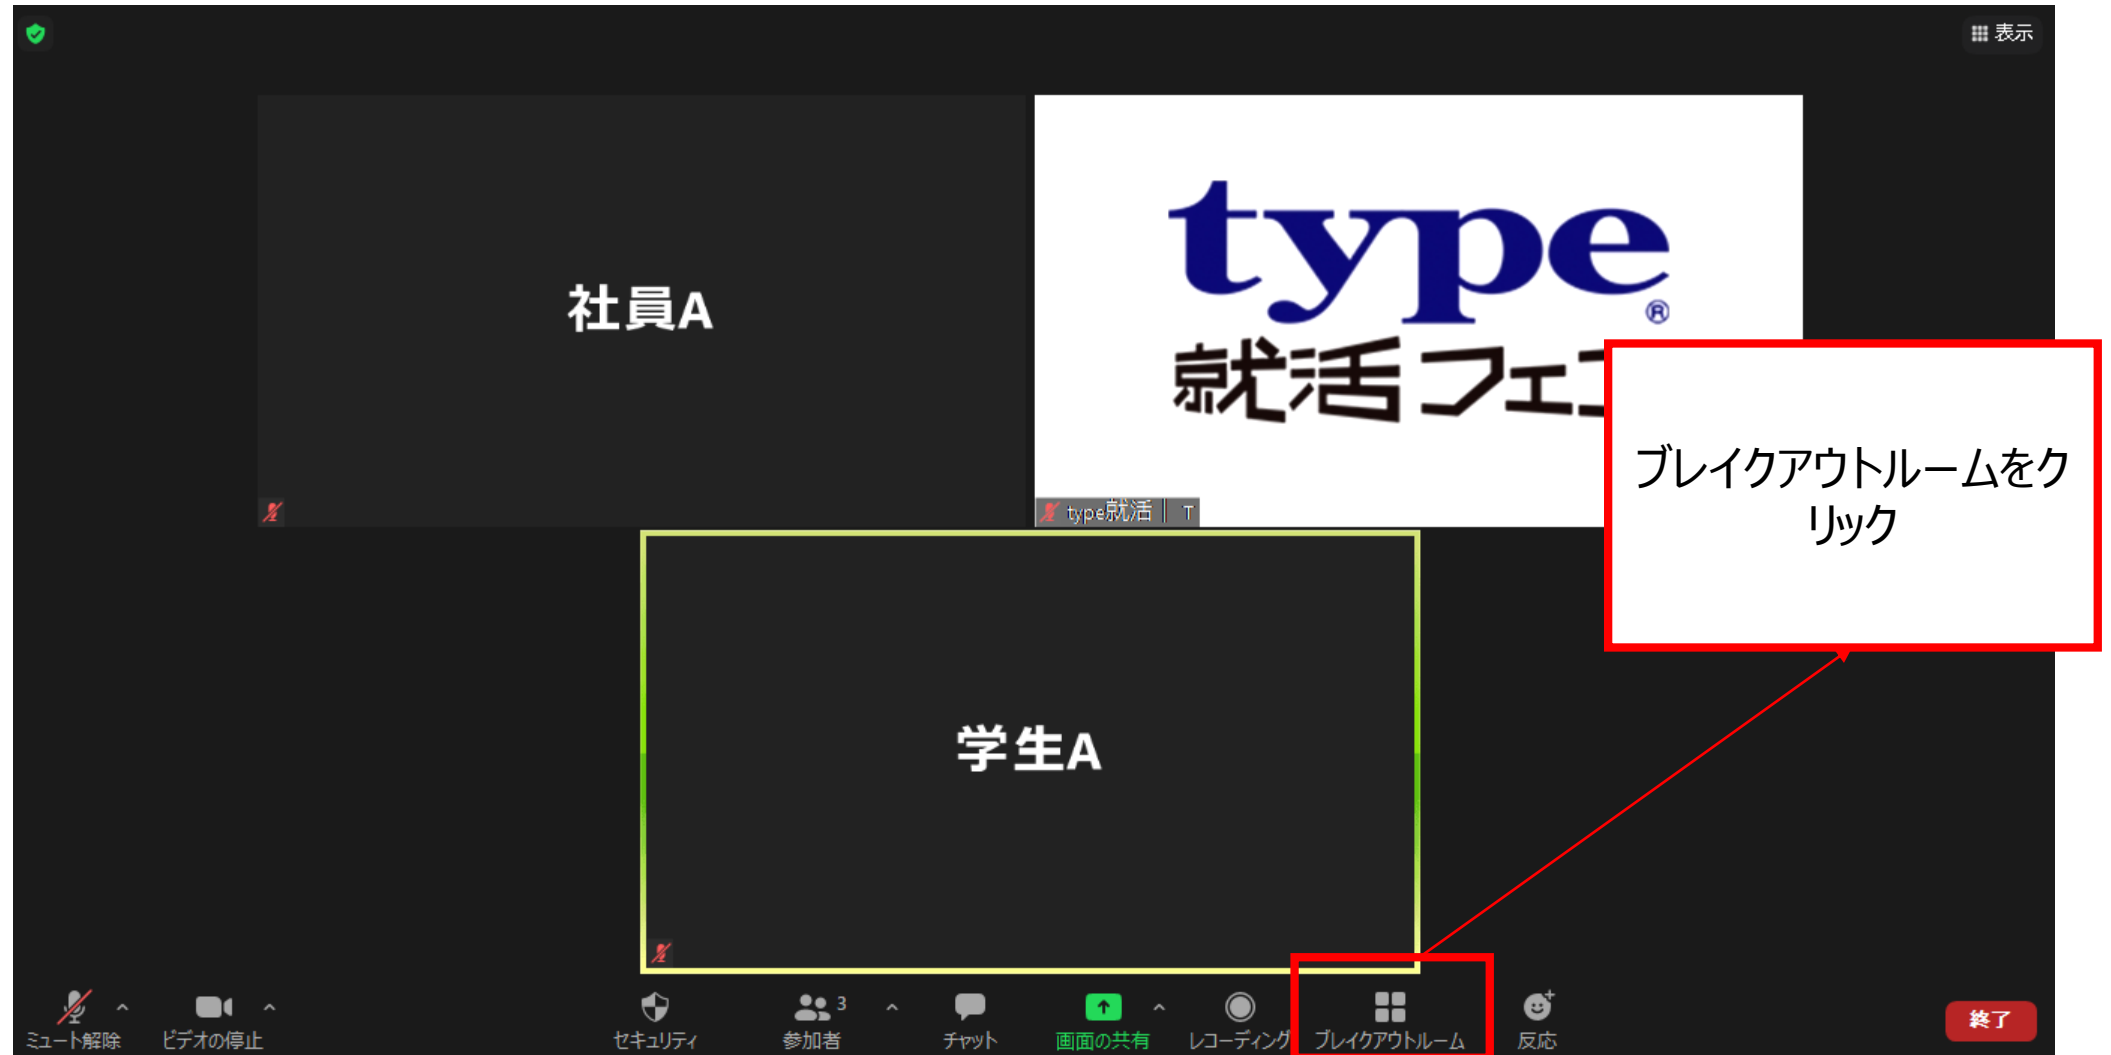 表示
社員A
type
®
就活フェ
type就活 || T
ブレイクアウトルームをク
リック
学生A
ミュート解除
ビデオの停止
セキュリティ
3
参加者
チャット
画面の共有
レコーディング
ブレイクアウトルーム
反応
終了